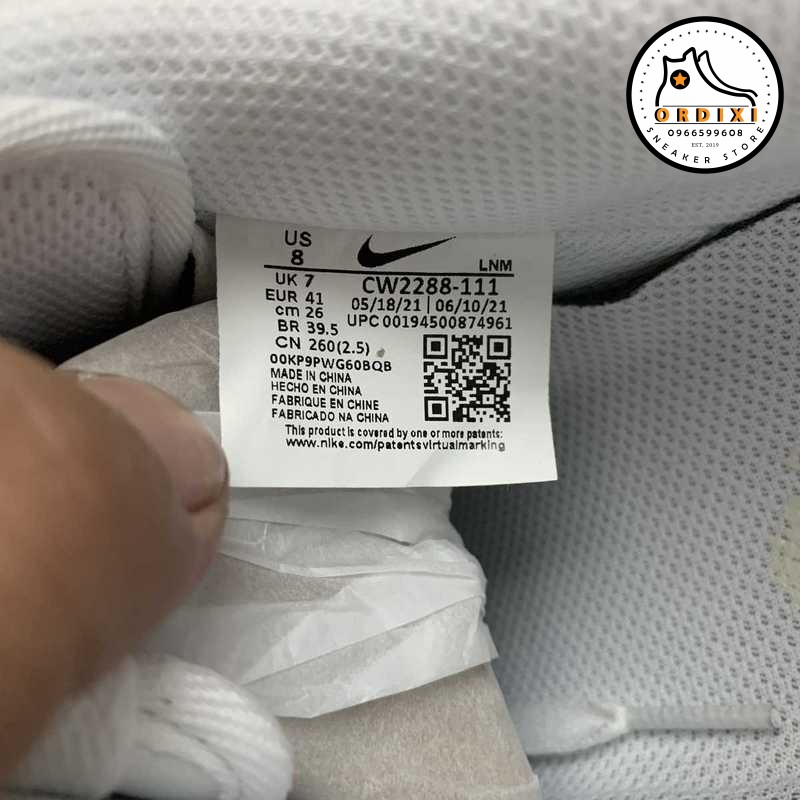 ORDIXI
0966599608
EST. 2019
SNEAKER STORE
US
8
LNM
UK 7
EUR 41
cm 26
BR 39.5
CN 260(2.5)
CW2288-111
05/18/21 | 06/10/21
UPC 00194500874961
00KP9PWG60BQB
MADE IN CHINA
HECHO EN CHINA
FABRIQUE EN CHINE
FABRICADO NA CHINA
This product is covered by one or more patents:
www.nike.com/patentsvirtualmarking